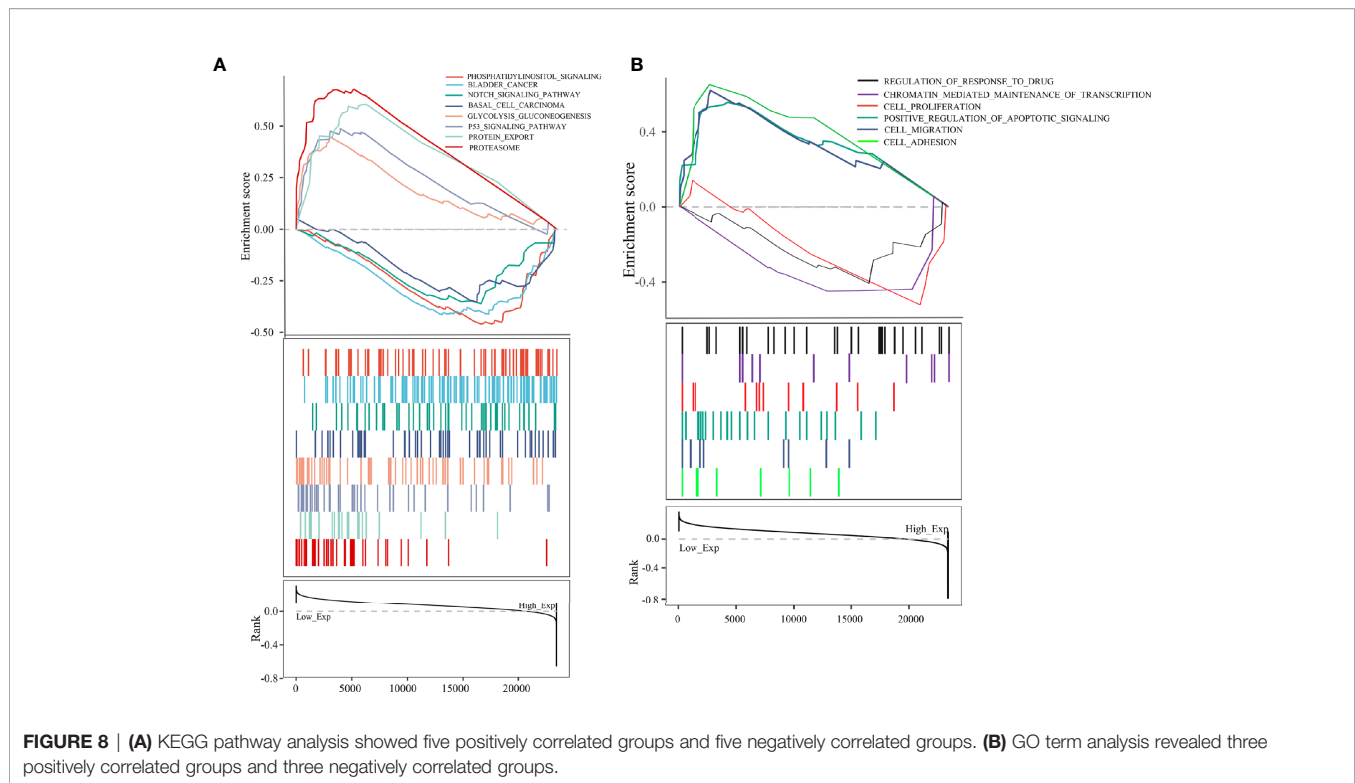 A
PHOSPHATIDYLINOSITOL_SIGNALING
BLADDER_CANCER
NOTCH_SIGNALING_PATHWAY
BASAL_CELL_CARCINOMA
GLYCOLYSIS_GLUCONEOGENESIS
P53_SIGNALING_PATHWAY
PROTEIN_EXPORT
PROTEASOME
Enrichment score
0.50
0.25
0.00
-0.25
-0.50
Rank
0.0
-0.4
-0.8
Low_Exp
High_Exp
0
5000
10000
15000
20000
B
REGULATION_OF_RESPONSE_TO_DRUG
CHROMATIN_MEDIATED_MAINTENANCE_OF_TRANSCRIPTION
CELL_PROLIFERATION
POSITIVE_REGULATION_OF_APOPTOTIC_SIGNALING
CELL_MIGRATION
CELL_ADHESION
Enrichment score
0.4
0.0
-0.4
Rank
0.0
-0.4
-0.8
Low_Exp
High_Exp
0
5000
10000
15000
20000
FIGURE 8 | (A) KEGG pathway analysis showed five positively correlated groups and five negatively correlated groups. (B) GO term analysis revealed three
positively correlated groups and three negatively correlated groups.